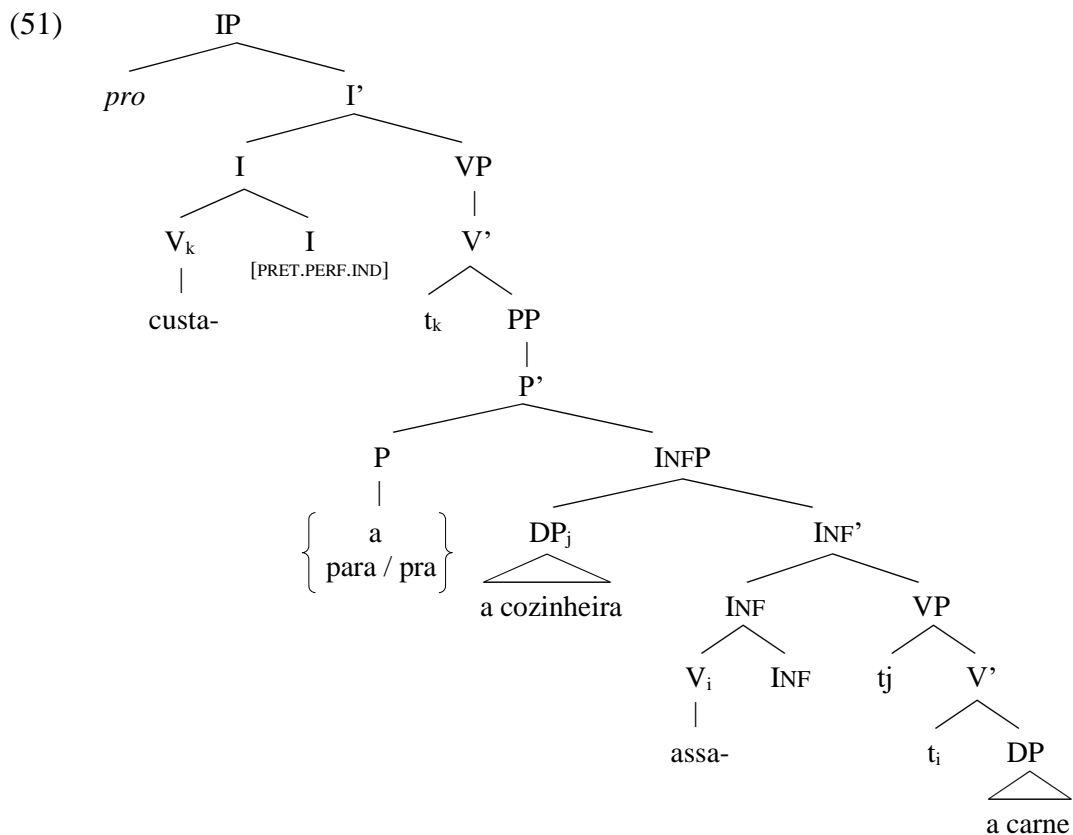 (51) IP
pro I’
I VP
Vk I V’
[PRET.PERF.IND]
custa- tk PP
P’
P INFP
a DPj INF’
para / pra
a cozinheira INF VP
Vi INF tj V’
assa- ti DP
a carne